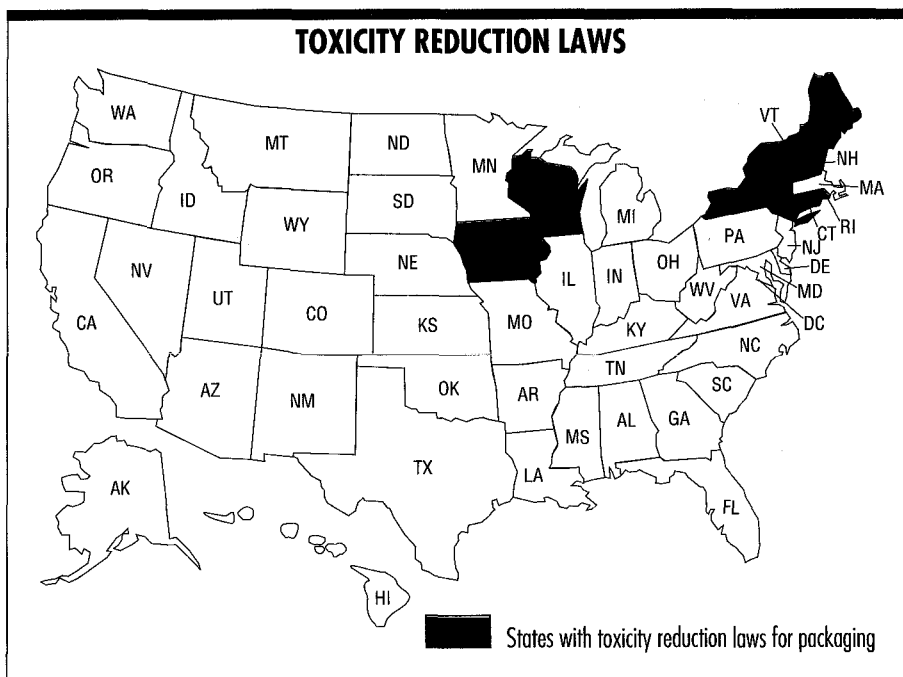 TOXICITY REDUCTION LAWS
WA
MT
ND
MN
VT
NH
MA
RI
CT
OR
ID
WY
SD
MI
PA
NJ
DE
MD
DC
NV
UT
CO
NE
IL
IN
OH
WV
VA
CA
KS
MO
KY
NC
AZ
NM
OK
AR
TN
SC
MS
AL
GA
TX
LA
FL
AK
HI
States with toxicity reduction laws for packaging